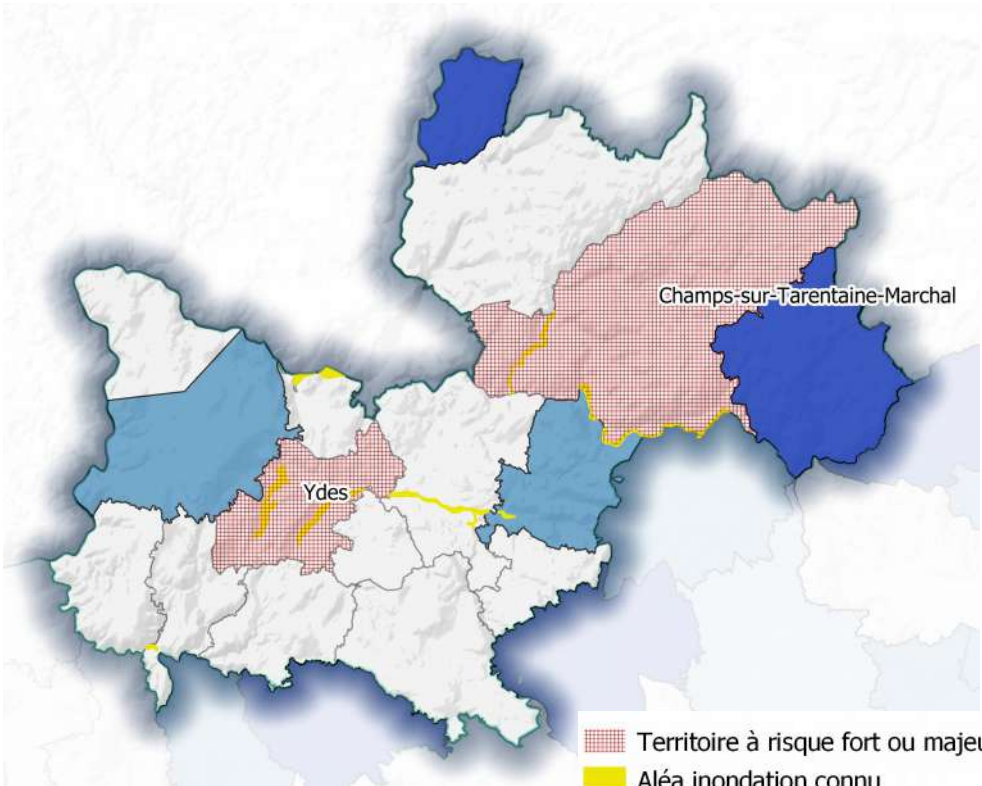 Champs-sur-Tarentaine-Marchal
Ydes
Territoire à risque fort ou majeu
Aléa inondation connu